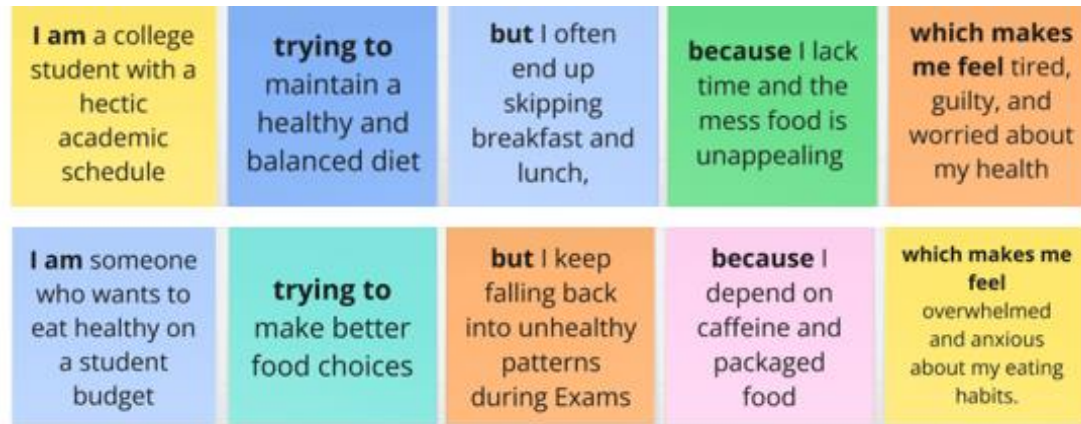 I am a college
student with a
hectic
academic
schedule
trying to
maintain a
healthy and
balanced diet
but I often
end up
skipping
breakfast and
lunch,
because I lack
time and the
mess food is
unappealing
which makes
me feel tired,
guilty, and
worried about
my health
I am someone
who wants to
eat healthy on
a student
budget
trying to
make better
food choices
but I keep
falling back
into unhealthy
patterns
during Exams
because I
depend on
caffeine and
packaged
food
which makes me
feel
overwhelmed
and anxious
about my eating
habits.